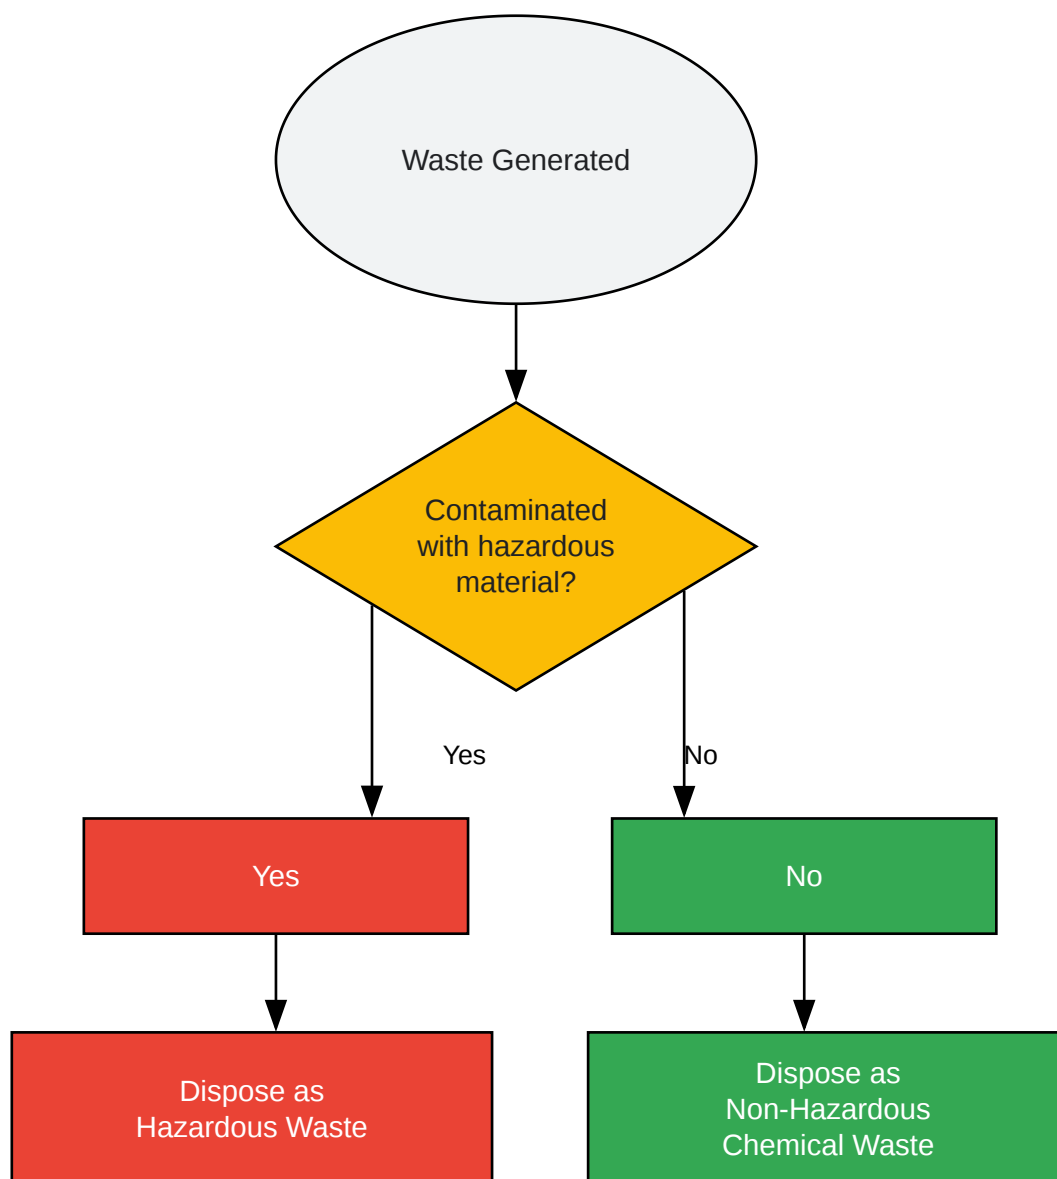 Waste Generated
Contaminated
with hazardous
material?
Yes
No
Yes
No
Dispose as
Hazardous Waste
Dispose as
Non-Hazardous
Chemical Waste